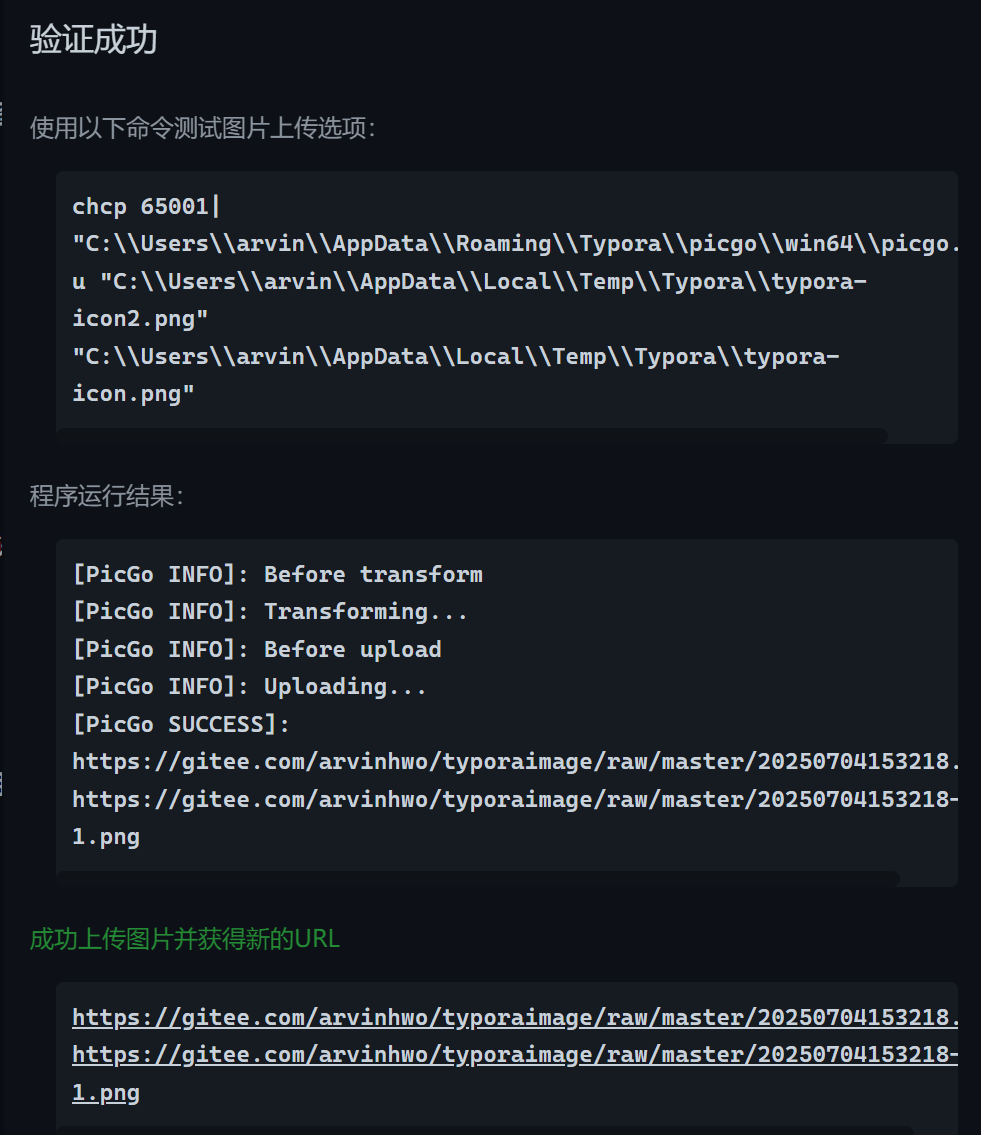 验证成功
使用以下命令测试图片上传选项：
chcp 65001|
"C:\\Users\\arvin\\AppData\\Roaming\\Typora\\picgo\\win64\\picgo.
u "C:\\Users\\arvin\\AppData\\Local\\Temp\\Typora\\typora-
icon2.png"
"C:\\Users\\arvin\\AppData\\Local\\Temp\\Typora\\typora-
icon.png"
程序运行结果：
[PicGo INFO]: Before transform
[PicGo INFO]: Transforming...
[PicGo INFO]: Before upload
[PicGo INFO]: Uploading...
[PicGo SUCCESS]:
https://gitee.com/arvinhwo/typoraimage/raw/master/20250704153218.
https://gitee.com/arvinhwo/typoraimage/raw/master/20250704153218-
1.png
成功上传图片并获得新的URL
https://gitee.com/arvinhwo/typoraimage/raw/master/20250704153218.
https://gitee.com/arvinhwo/typoraimage/raw/master/20250704153218-
1.png